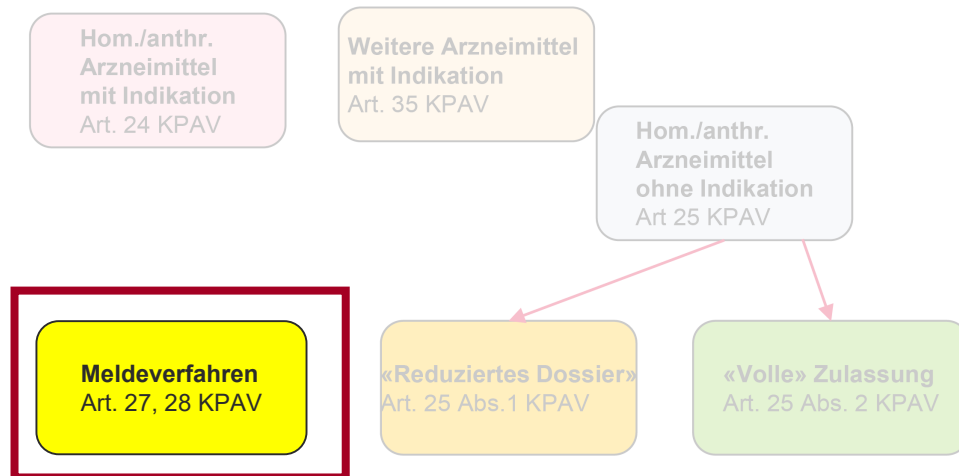 Hom./anthr.
Arzneimittel
mit Indikation
Art. 24 KPAV
Weitere Arzneimittel
mit Indikation
Art. 35 KPAV
Hom./anthr.
Arzneimittel
ohne Indikation
Art 25 KPAV
Meldeverfahren
Art. 27, 28 KPAV
«Reduziertes Dossier»
Art. 25 Abs.1 KPAV
«Volle» Zulassung
Art. 25 Abs. 2 KPAV